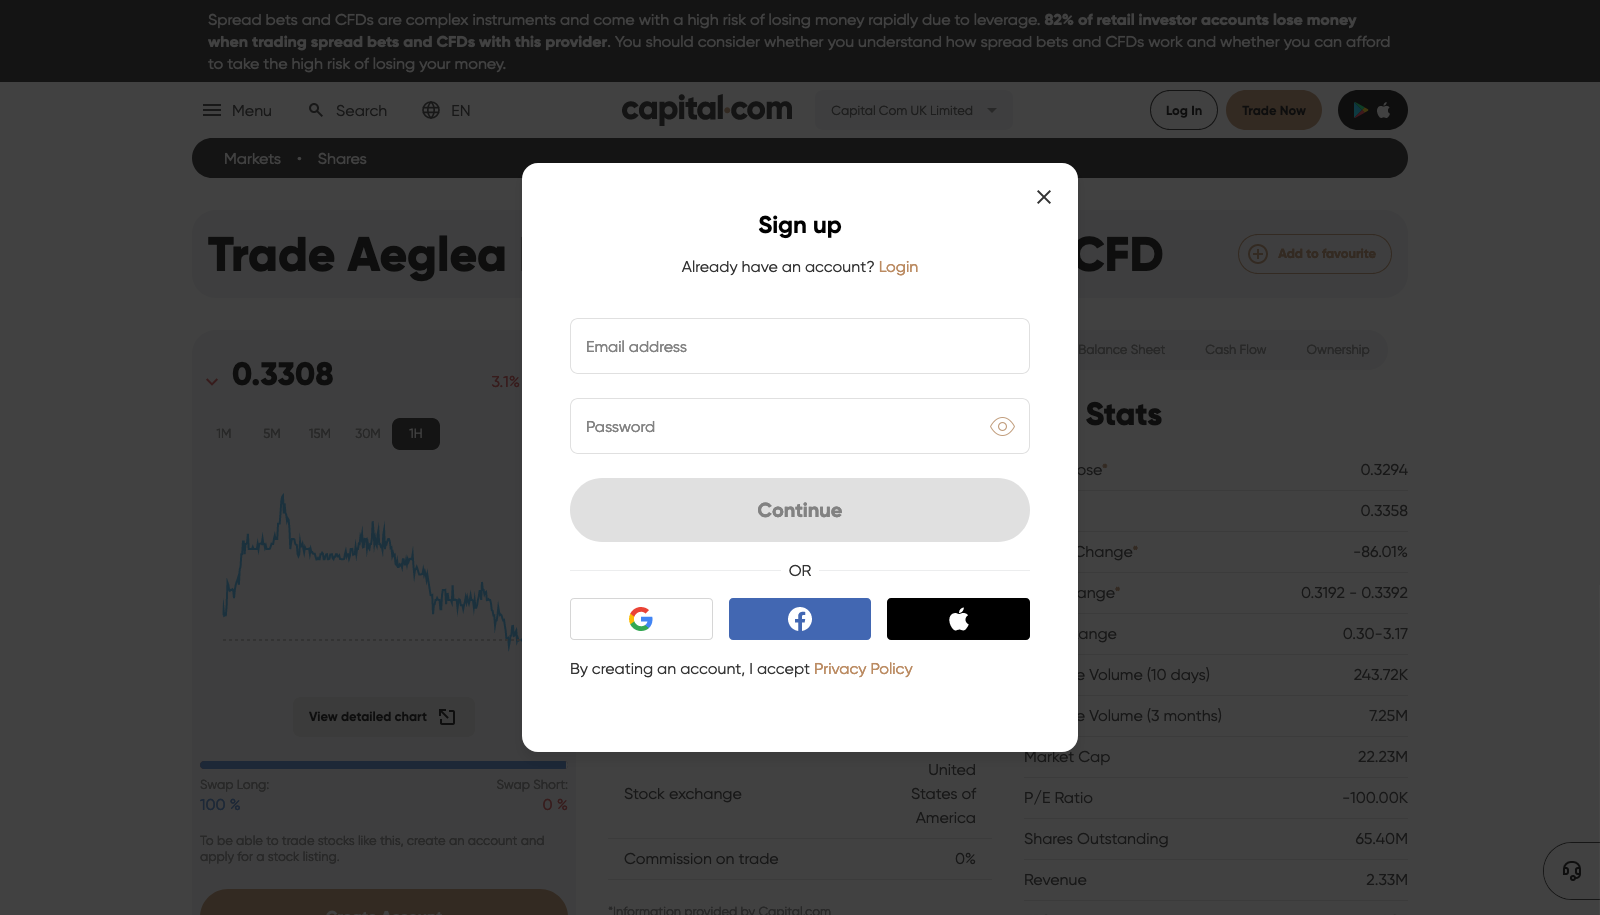 Spread bets and CFDs are complex instruments and come with a high risk of losing money rapidly due to leverage. 82% of retail investor accounts lose money
when trading spread bets and CFDs with this provider. You should consider whether you understand how spread bets and CFDs work and whether you can afford
to take the high risk of losing your money.
Menu Search EN capital.com Capital Com UK Limited Log In Trade Now
Markets • Shares
Trade Aeglea CFD
Add to favourite
Sign up
Already have an account? Login
Email address
Password
Continue
OR
By creating an account, I accept Privacy Policy
0.3308 3.1%
1M 5M 15M 30M 1H
View detailed chart
Swap Long: Swap Short:
100 % 0 %
To be able to trade stocks like this, create an account and
apply for a stock listing.
Create Account
United
Stock exchange States of
America
Commission on trade 0%
*Information provided by Capital.com
Balance Sheet Cash Flow Ownership
Stats
0.3294
0.3358
Change* -86.01%
0.3192 - 0.3392
0.30-3.17
Volume (10 days) 243.72K
Volume (3 months) 7.25M
Market Cap 22.23M
P/E Ratio -100.00K
Shares Outstanding 65.40M
Revenue 2.33M